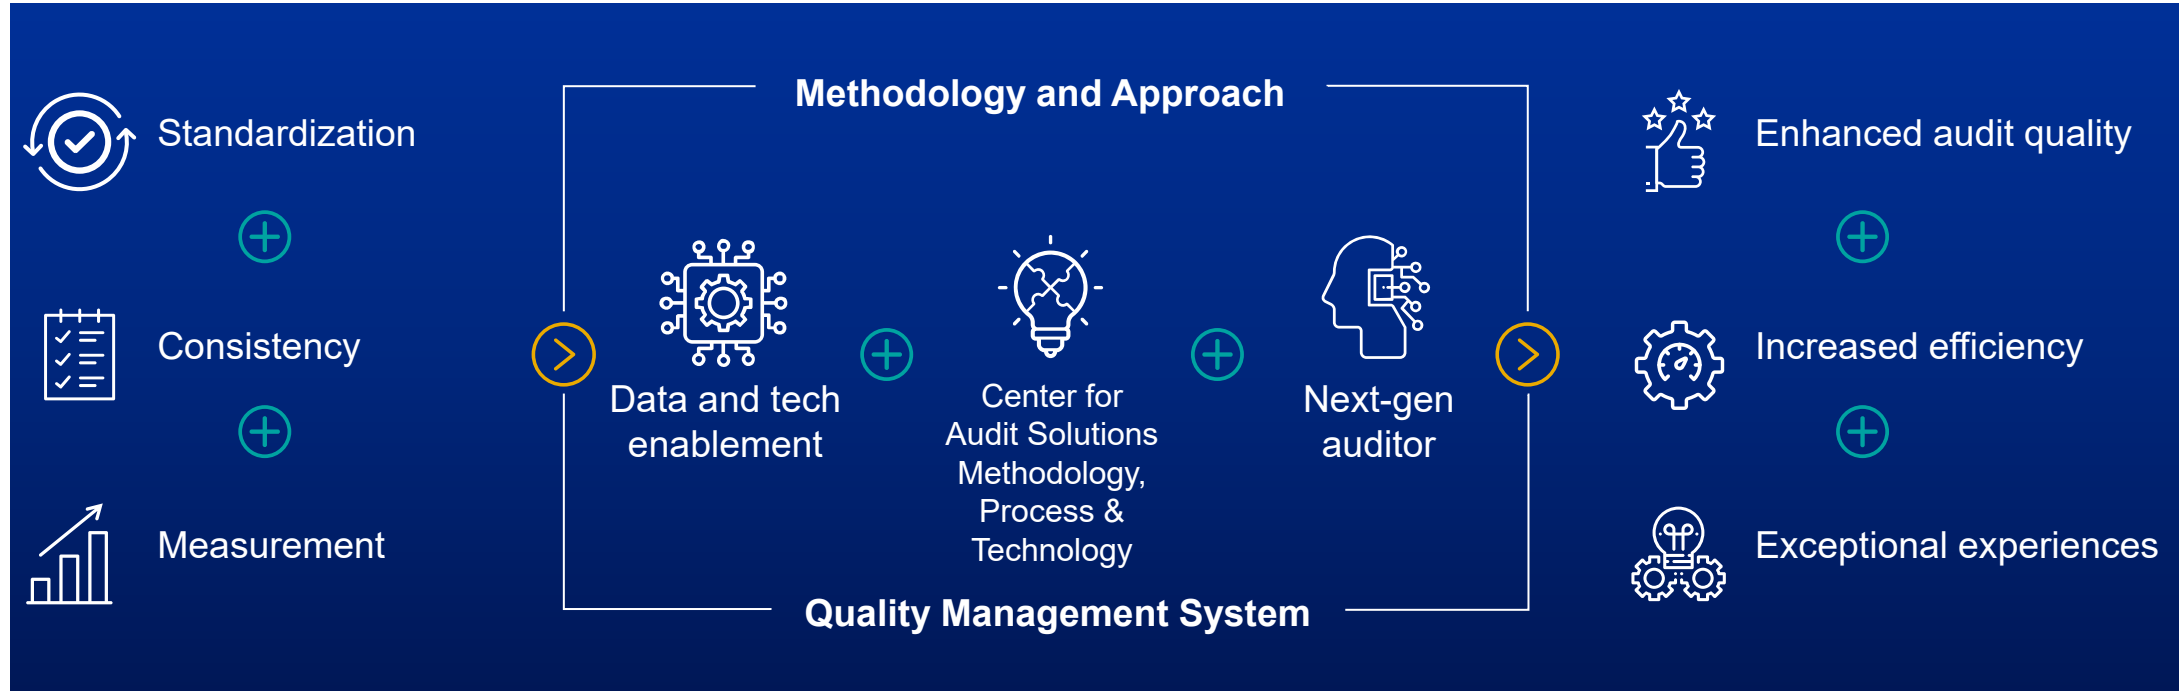 Standardization
Consistency
Measurement
Methodology and Approach
Data and tech
enablement
Center for
Audit Solutions
Methodology,
Process &
Technology
Next-gen
auditor
Quality Management System
Enhanced audit quality
Increased efficiency
Exceptional experiences